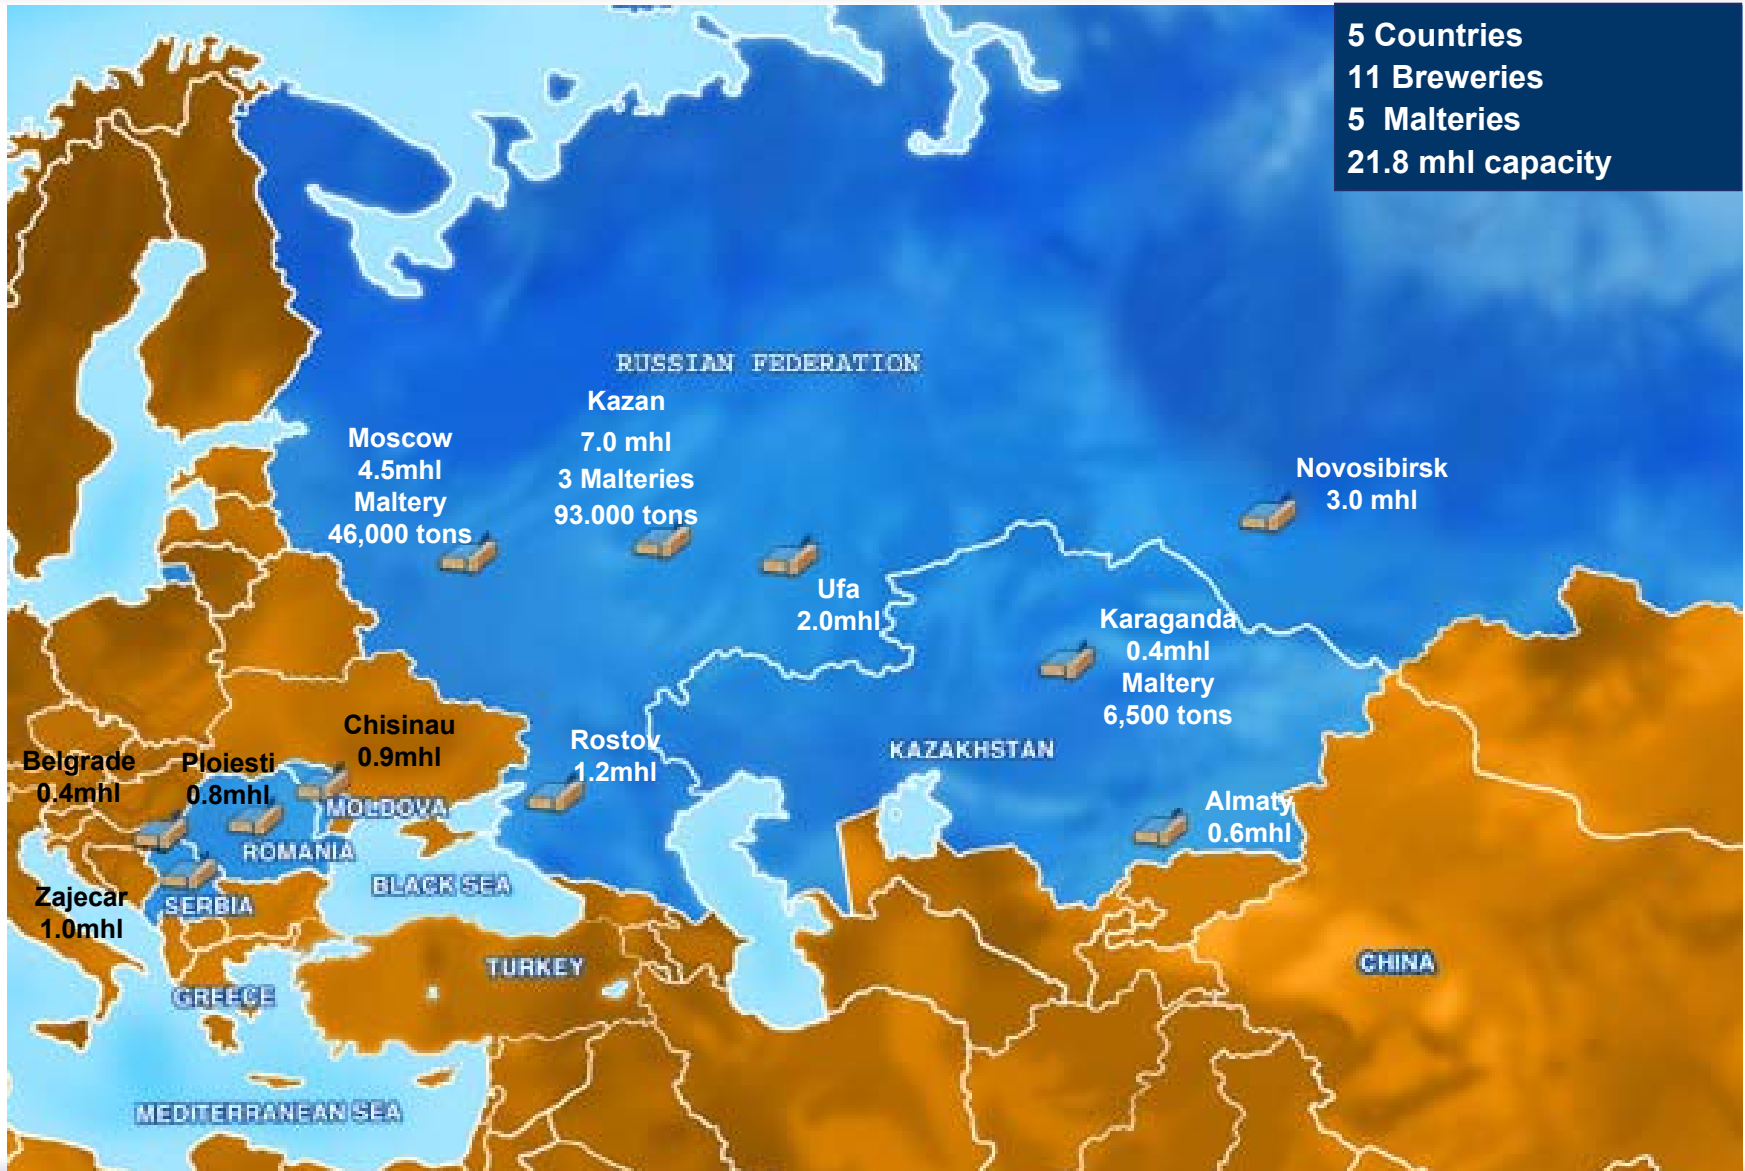 5 Countries
11 Breweries
5 Malteries
21.8 mhl capacity
RUSSIAN FEDERATION
Kazan
7.0 mhl
3 Malteries
93.000 tons
Moscow
4.5mhl
Maltery
46,000 tons
Novosibirsk
3.0 mhl
Ufa
2.0mhl
Karaganda
0.4mhl
Maltery
6,500 tons
Chisinau
0.9mhl
Rostov
1.2mhl
KAZAKHSTAN
Belgrade
0.4mhl
Ploiesti
0.8mhl
MOLDOVA
Almaty
0.6mhl
ROMANIA
BLACK SEA
Zajecar
1.0mhl
SERBIA
TURKEY
CHINA
GREECE
MEDITERRANEAN SEA